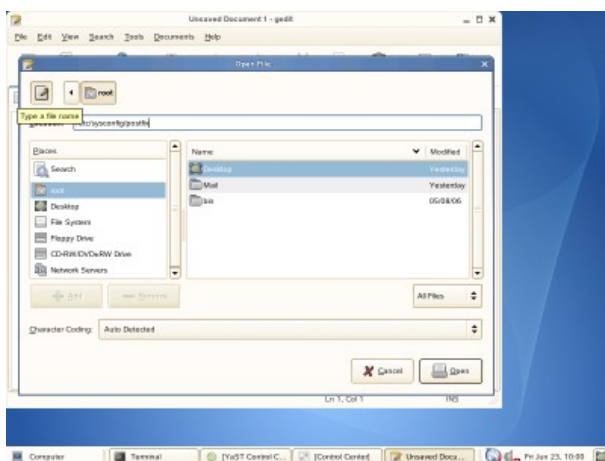 Unsaved Document 1 - gedit
File Edit View Search Tools Documents Help
Open File
root
Type a file name
/etc/sysconfig/postfix
Places
Search
root
Desktop
File System
Floppy Drive
CD-RW/DVD±RW Drive
Network Servers
Name
Modified
Desktop
Yesterday
Mail
Yesterday
bin
05/08/06
Add
Remove
All Files
Character Coding:
Auto Detected
Cancel
Open
Ln 1, Col 1
INS
Computer
Terminal
[YaST Control C...
[Control Center]
Unsaved Docu...
Fri Jun 23, 10:00